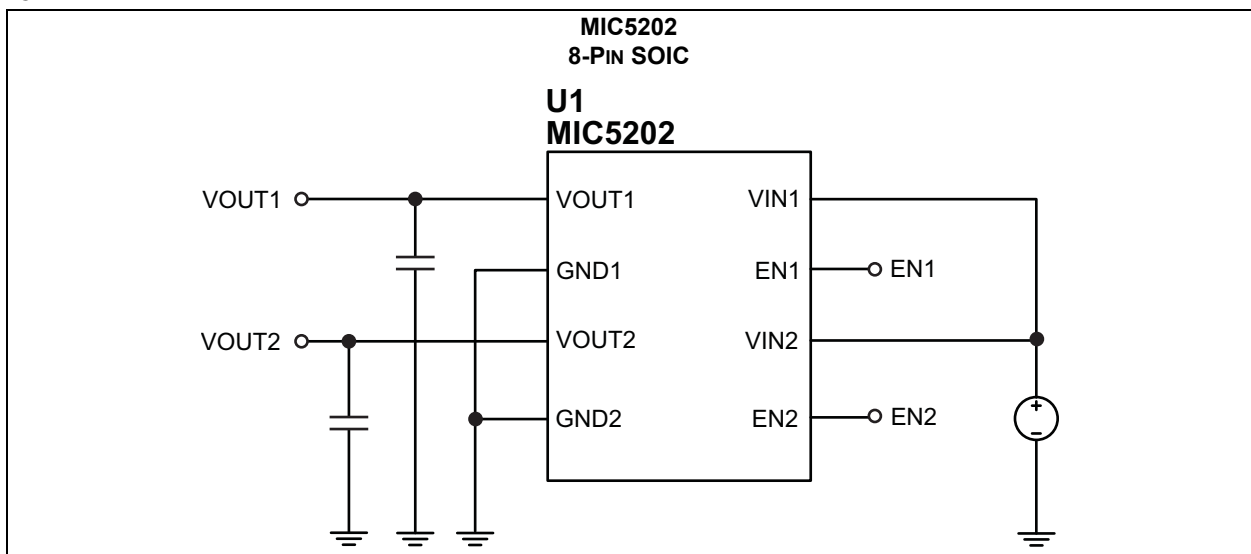 MIC5202
8-PIN SOIC
U1
MIC5202
VOUT1 VOUT1 VIN1
GND1 EN1 EN1
VOUT2 VOUT2 VIN2
GND2 EN2 EN2
+
−